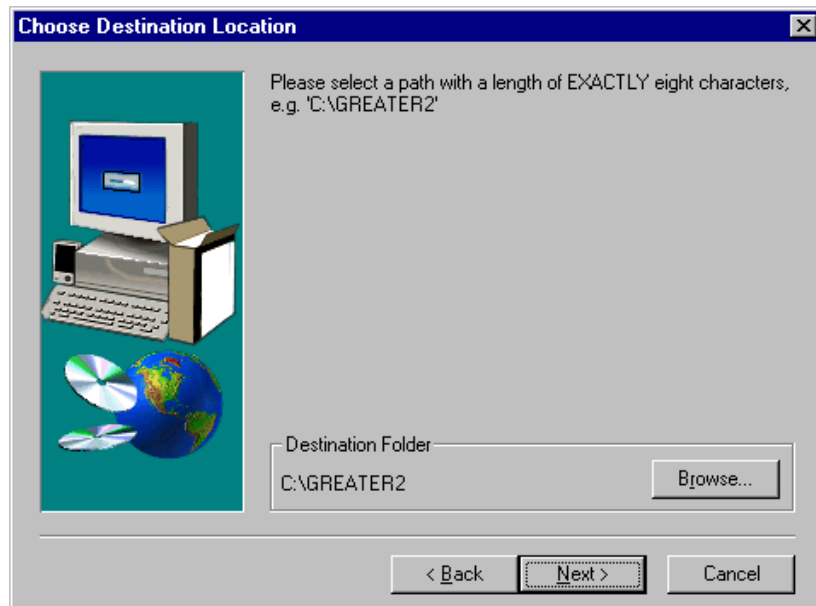 Choose Destination Location
Please select a path with a length of EXACTLY eight characters,
e.g. 'C:\GREATER2'
Destination Folder
C:\GREATER2
Browse...
< Back
Next >
Cancel